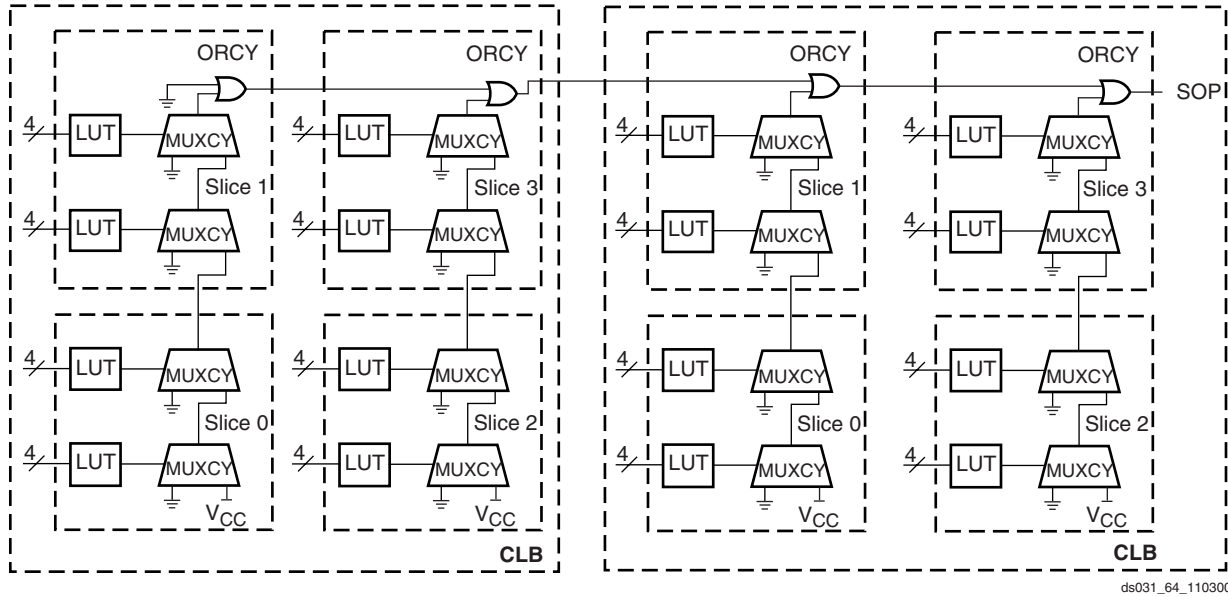 ORCY ORCY ORCY ORCY
SOP
4 LUT MUXCY 4 LUT MUXCY 4 LUT MUXCY 4 LUT MUXCY
Slice 1 Slice 3 Slice 1 Slice 3
4 LUT MUXCY 4 LUT MUXCY 4 LUT MUXCY 4 LUT MUXCY
4 LUT MUXCY 4 LUT MUXCY 4 LUT MUXCY 4 LUT MUXCY
Slice 0 Slice 2 Slice 0 Slice 2
4 LUT MUXCY 4 LUT MUXCY 4 LUT MUXCY 4 LUT MUXCY
VCC VCC VCC VCC
CLB CLB
ds031_64_110300